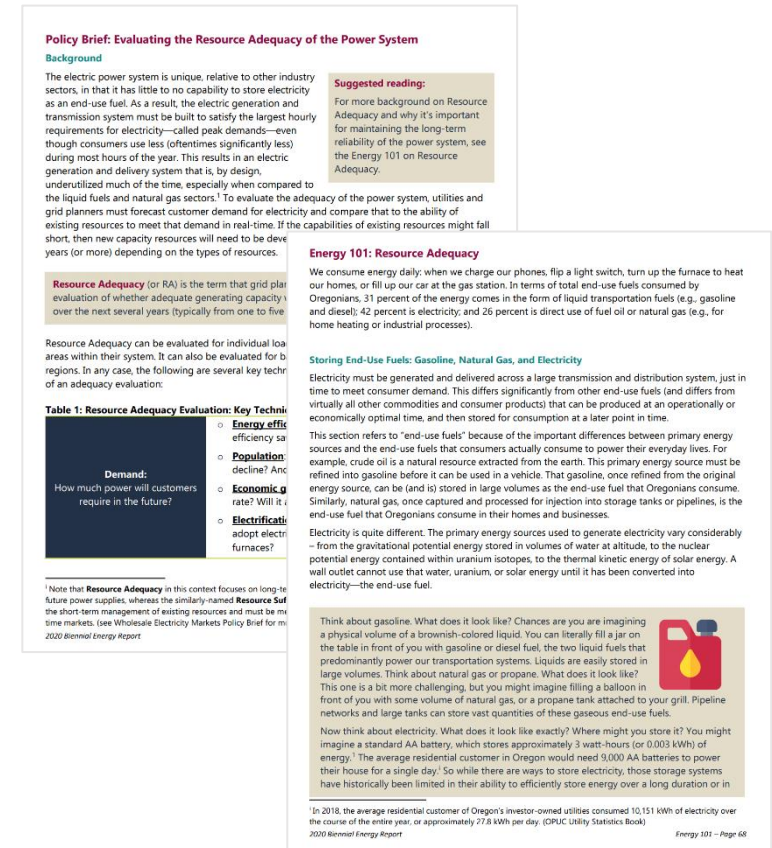 Policy Brief: Evaluating the Resource Adequacy of the Power System
Background
The electric power system is unique, relative to other industry
sectors, in that it has little to no capability to store electricity
as an end-use fuel. As a result, the electric generation and
transmission system must be built to satisfy the largest hourly
requirements for electricity—called peak demands—even
though consumers use less (oftentimes significantly less)
during most hours of the year. This results in an electric
generation and delivery system that is, by design,
underutilized much of the time, especially when compared to
the liquid fuels and natural gas sectors.¹ To evaluate the adequacy of the power system, utilities and
grid planners must forecast customer demand for electricity and compare that to the ability of
existing resources to meet that demand in real-time. If the capabilities of existing resources might fall
short, then new capacity resources will need to be deve
years (or more) depending on the types of resources.
Suggested reading:
For more background on Resource
Adequacy and why it's important
for maintaining the long-term
reliability of the power system, see
the Energy 101 on Resource
Adequacy.
Resource Adequacy (or RA) is the term that grid plan
evaluation of whether adequate generating capacity
over the next several years (typically from one to five
Resource Adequacy can be evaluated for individual loa
areas within their system. It can also be evaluated for b
regions. In any case, the following are several key techn
of an adequacy evaluation:
Table 1: Resource Adequacy Evaluation: Key Techni
Demand:
How much power will customers
require in the future?
○ Energy effic
efficiency sa
○ Population:
decline? And
○ Economic g
rate? Will it
○ Electrificati
adopt electri
furnaces?
ⁱ Note that Resource Adequacy in this context focuses on long-te
future power supplies, whereas the similarly-named Resource Suf
the short-term management of existing resources and must be me
time markets. (see Wholesale Electricity Markets Policy Brief for m
2020 Biennial Energy Report
Energy 101: Resource Adequacy
We consume energy daily: when we charge our phones, flip a light switch, turn up the furnace to heat
our homes, or fill up our car at the gas station. In terms of total end-use fuels consumed by
Oregonians, 31 percent of the energy comes in the form of liquid transportation fuels (e.g., gasoline
and diesel); 42 percent is electricity; and 26 percent is direct use of fuel oil or natural gas (e.g., for
home heating or industrial processes).
Storing End-Use Fuels: Gasoline, Natural Gas, and Electricity
Electricity must be generated and delivered across a large transmission and distribution system, just in
time to meet consumer demand. This differs significantly from other end-use fuels (and differs from
virtually all other commodities and consumer products) that can be produced at an operationally or
economically optimal time, and then stored for consumption at a later point in time.
This section refers to "end-use fuels" because of the important differences between primary energy
sources and the end-use fuels that consumers actually consume to power their everyday lives. For
example, crude oil is a natural resource extracted from the earth. This primary energy source must be
refined into gasoline before it can be used in a vehicle. That gasoline, once refined from the original
energy source, can be (and is) stored in large volumes as the end-use fuel that Oregonians consume.
Similarly, natural gas, once captured and processed for injection into storage tanks or pipelines, is the
end-use fuel that Oregonians consume in their homes and businesses.
Electricity is quite different. The primary energy sources used to generate electricity vary considerably
– from the gravitational potential energy stored in volumes of water at altitude, to the nuclear
potential energy contained within uranium isotopes, to the thermal kinetic energy of solar energy. A
wall outlet cannot use that water, uranium, or solar energy until it has been converted into
electricity—the end-use fuel.
Think about gasoline. What does it look like? Chances are you are imagining
a physical volume of a brownish-colored liquid. You can literally fill a jar on
the table in front of you with gasoline or diesel fuel, the two liquid fuels that
predominantly power our transportation systems. Liquids are easily stored in
large volumes. Think about natural gas or propane. What does it look like?
This one is a bit more challenging, but you might imagine filling a balloon in
front of you with some volume of natural gas, or a propane tank attached to your grill. Pipeline
networks and large tanks can store vast quantities of these gaseous end-use fuels.
Now think about electricity. What does it look like exactly? Where might you store it? You might
imagine a standard AA battery, which stores approximately 3 watt-hours (or 0.003 kWh) of
energy.¹ The average residential customer in Oregon would need 9,000 AA batteries to power
their house for a single day.ⁱ So while there are ways to store electricity, those storage systems
have historically been limited in their ability to efficiently store energy over a long duration or in
ⁱ In 2018, the average residential customer of Oregon's investor-owned utilities consumed 10,151 kWh of electricity over
the course of the entire year, or approximately 27.8 kWh per day. (OPUC Utility Statistics Book)
2020 Biennial Energy Report
Energy 101 – Page 68